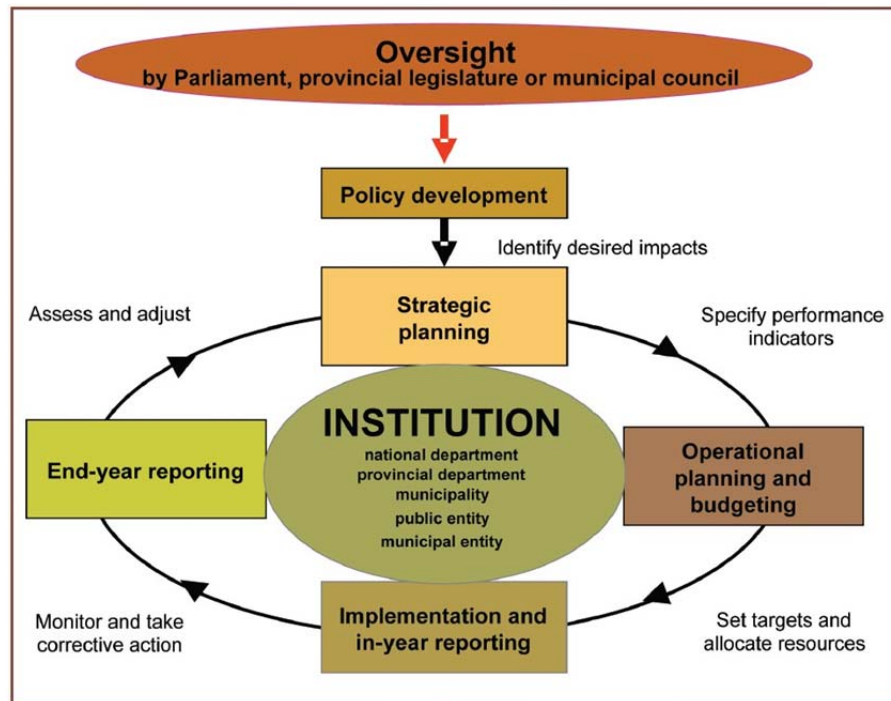 Oversight
by Parliament, provincial legislature or municipal council
Policy development
Identify desired impacts
Strategic
planning
Assess and adjust
Specify performance
indicators
INSTITUTION
national department
provincial department
municipality
public entity
municipal entity
End-year reporting
Operational
planning and
budgeting
Implementation and
in-year reporting
Monitor and take
corrective action
Set targets and
allocate resources